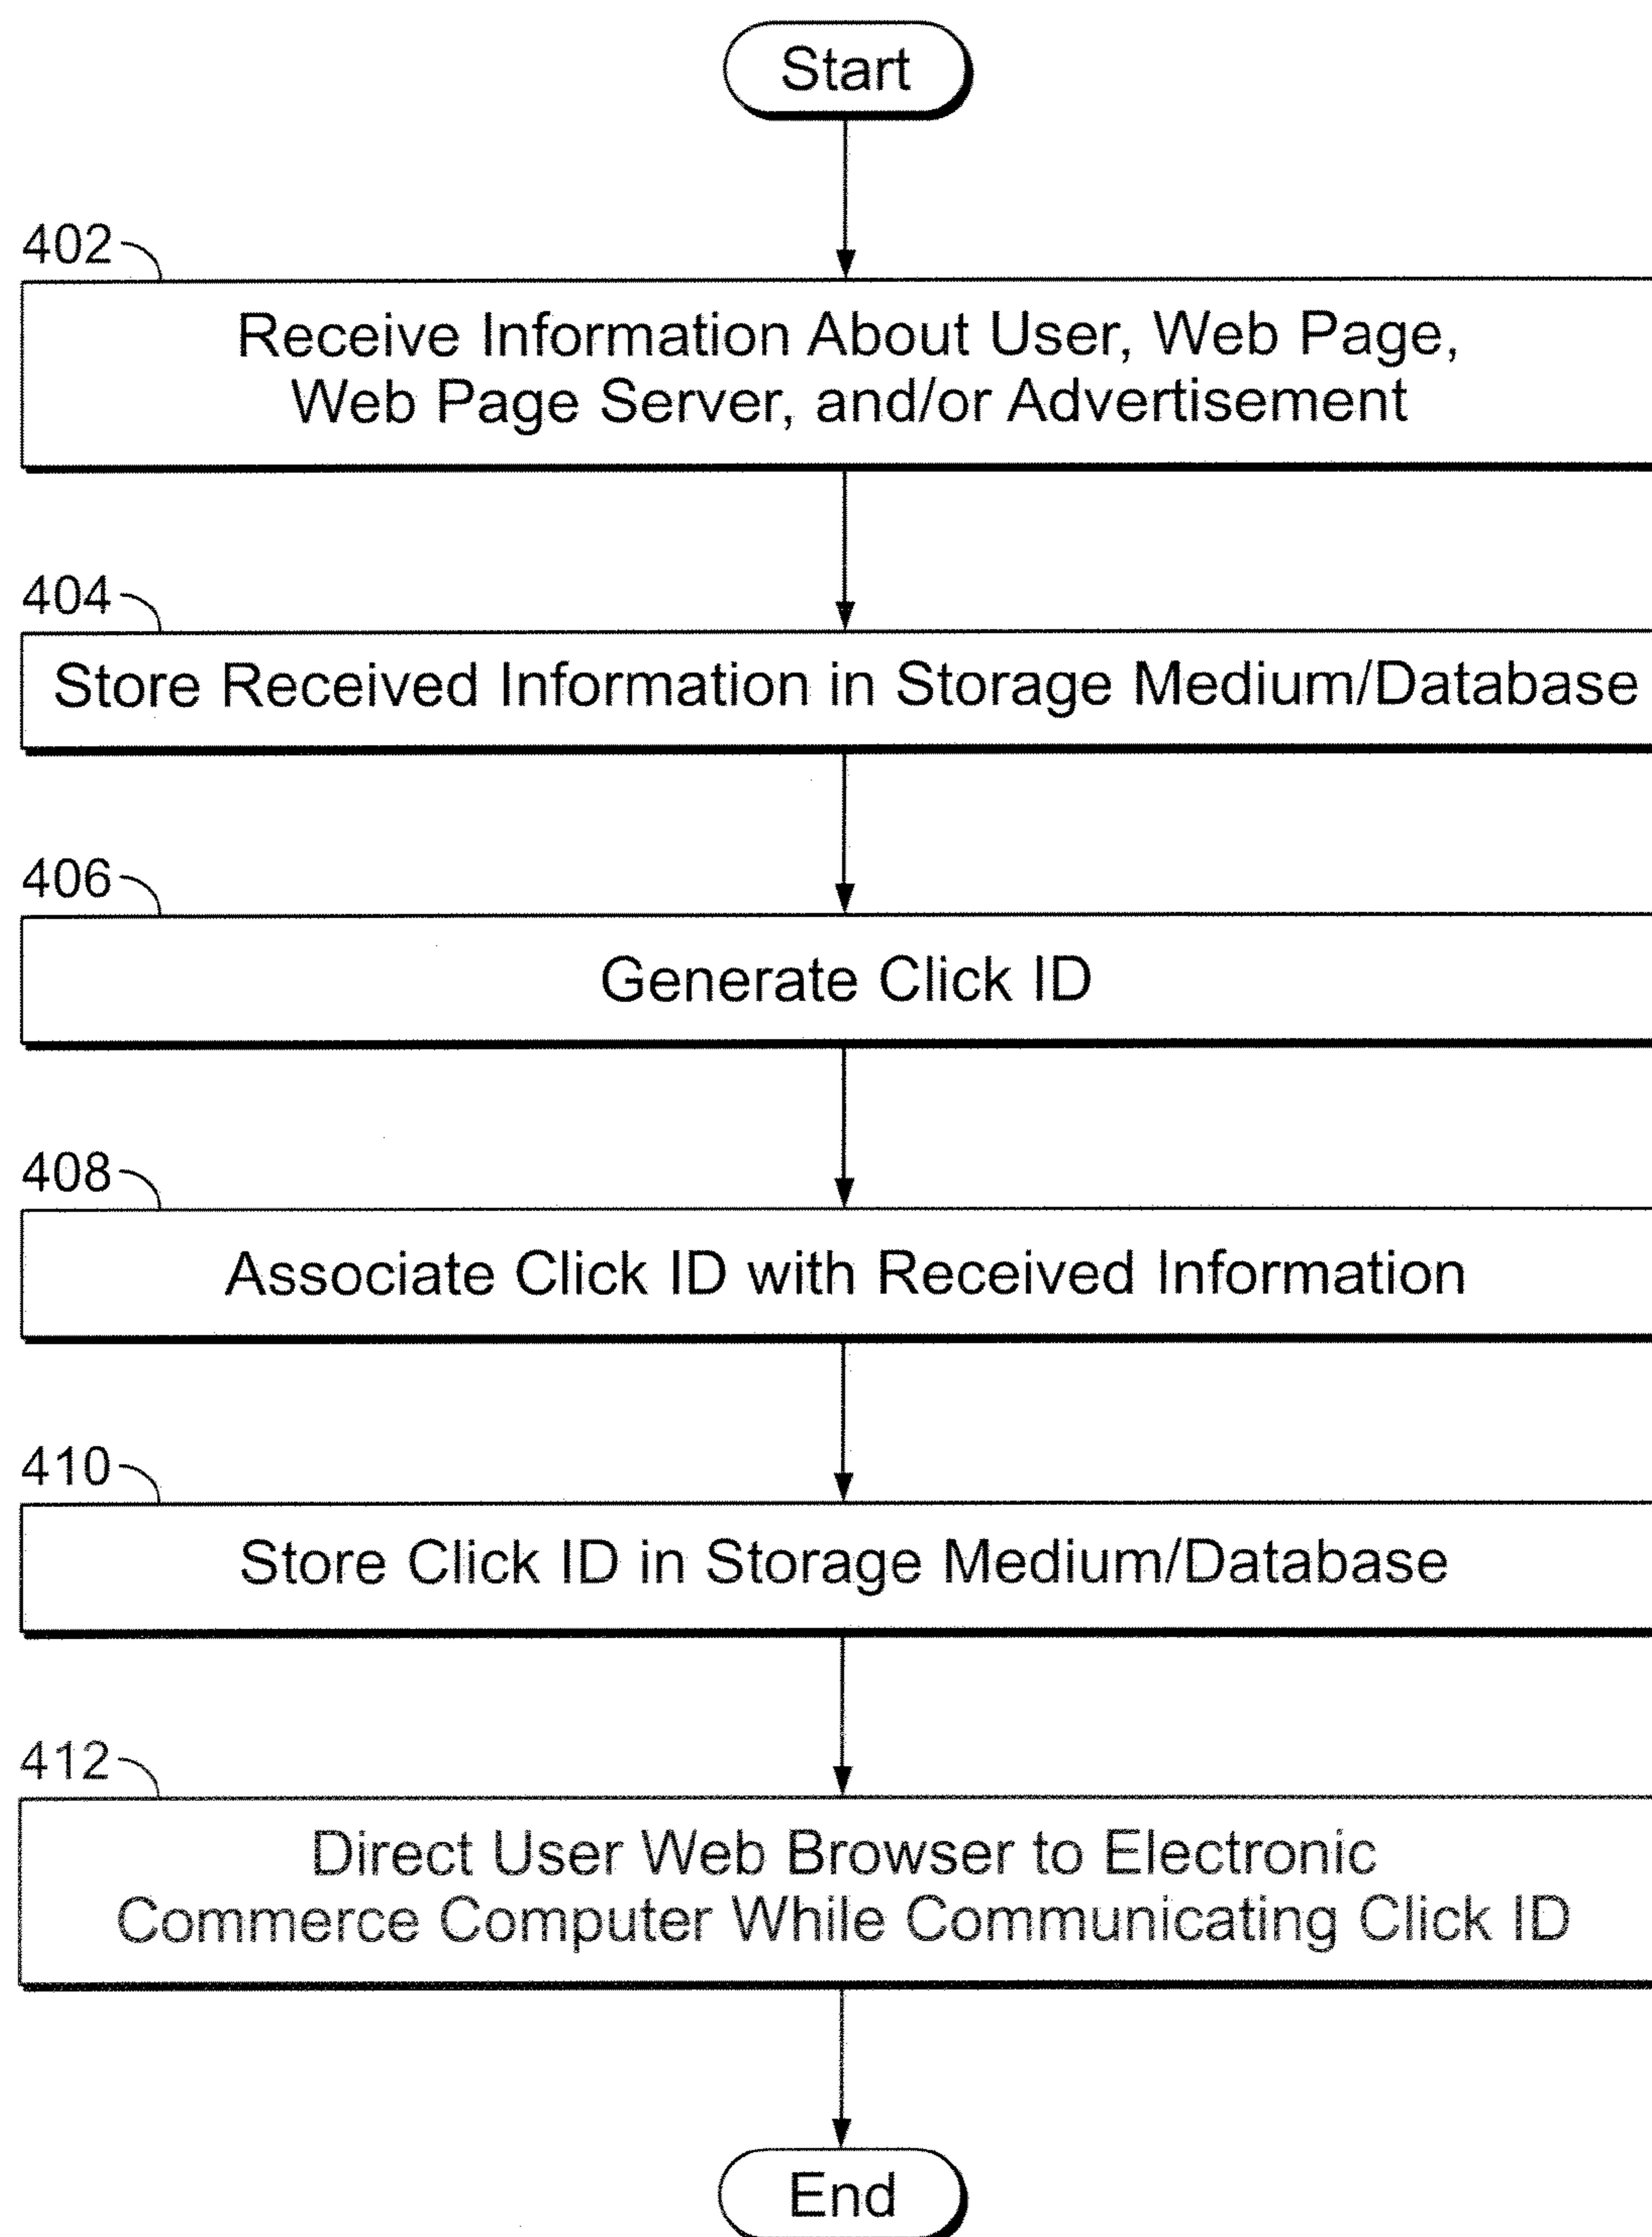 Start
402
Receive Information About User, Web Page,
Web Page Server, and/or Advertisement
404
Store Received Information in Storage Medium/Database
406
Generate Click ID
408
Associate Click ID with Received Information
410
Store Click ID in Storage Medium/Database
412
Direct User Web Browser to Electronic
Commerce Computer While Communicating Click ID
End